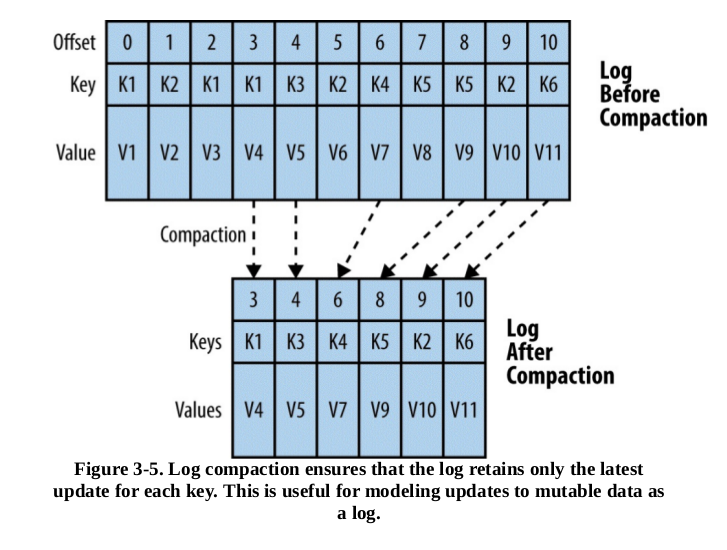 Offset 0 1 2 3 4 5 6 7 8 9 10
Key K1 K2 K1 K1 K3 K2 K4 K5 K5 K2 K6
Value V1 V2 V3 V4 V5 V6 V7 V8 V9 V10 V11
Log
Before
Compaction
Compaction
3 4 6 8 9 10
Keys K1 K3 K4 K5 K2 K6
Values V4 V5 V7 V9 V10 V11
Log
After
Compaction
Figure 3-5. Log compaction ensures that the log retains only the latest
update for each key. This is useful for modeling updates to mutable data as
a log.